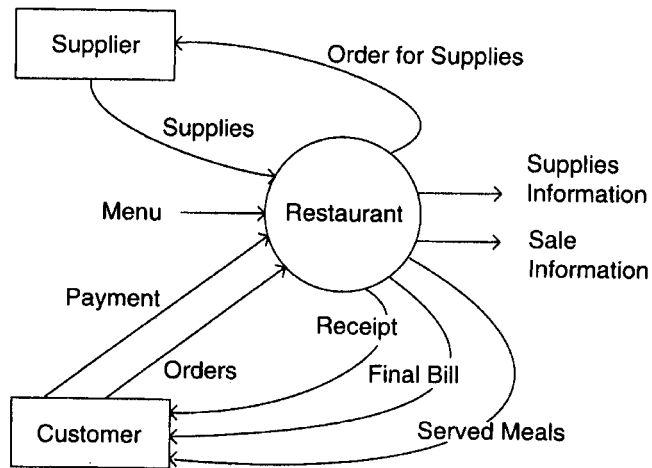 Supplier
Order for Supplies
Supplies
Supplies
Information
Menu
Restaurant
Sale
Information
Payment
Receipt
Orders
Final Bill
Customer
Served Meals